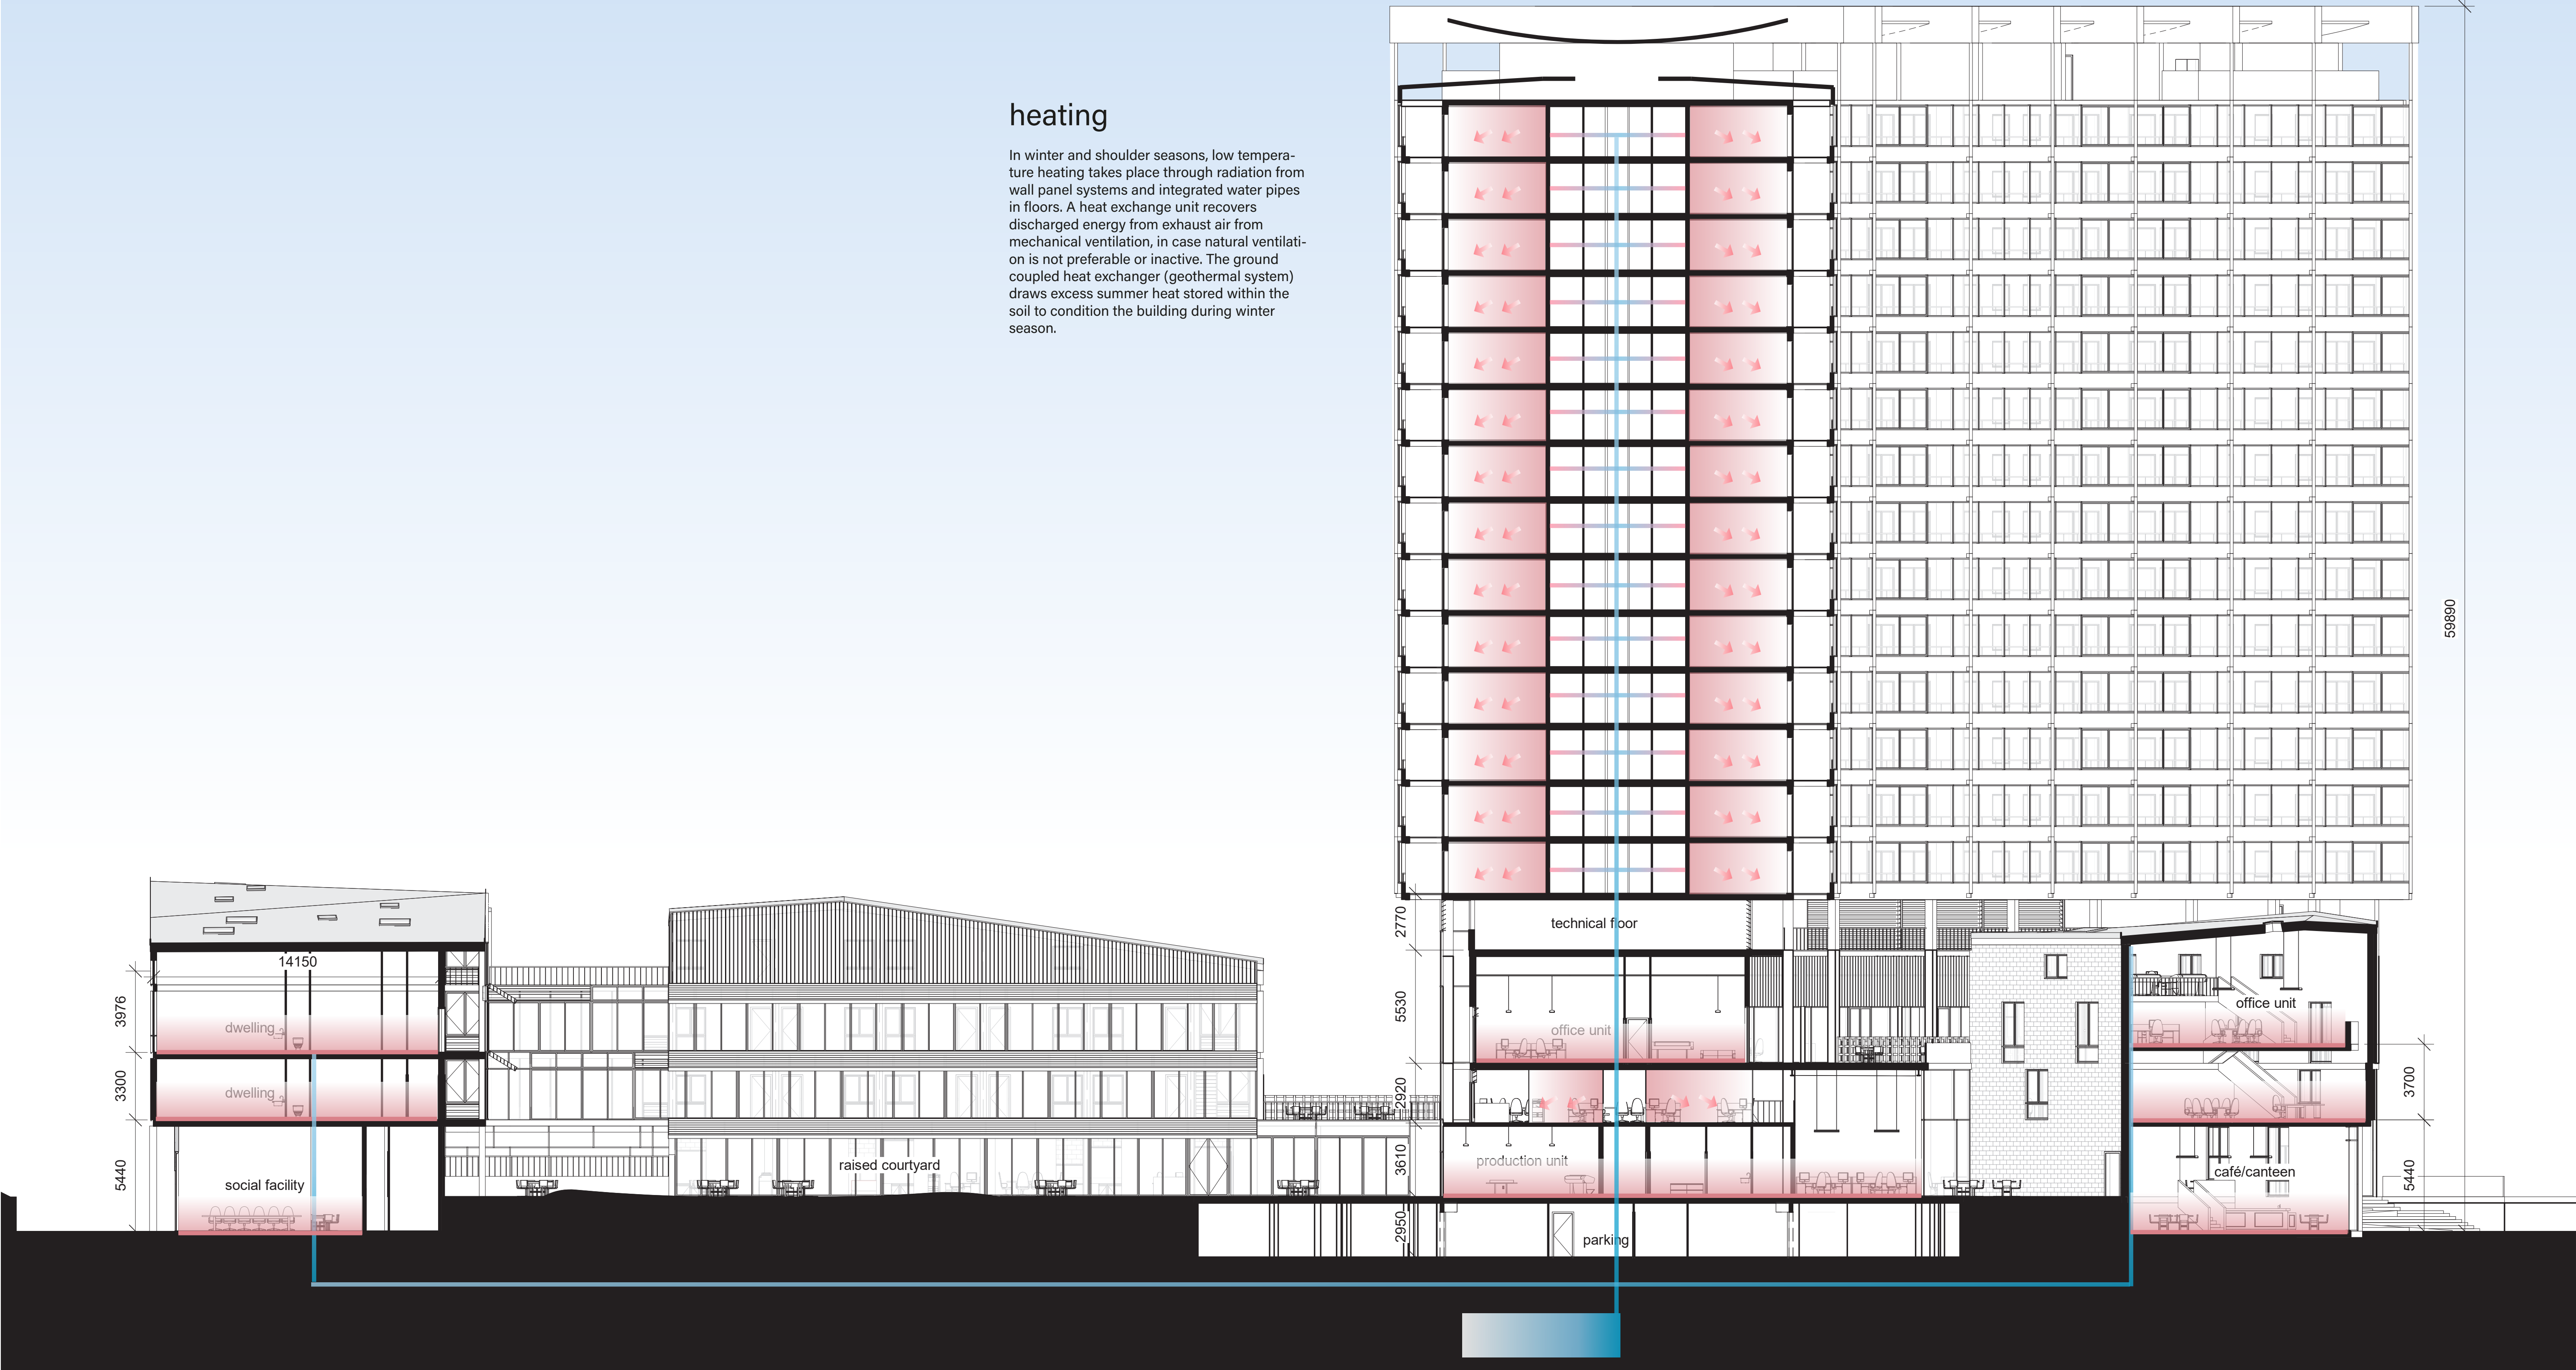 heating
In winter and shoulder seasons, low tempera-
ture heating takes place through radiation from
wall panel systems and integrated water pipes
in floors. A heat exchange unit recovers
discharged energy from exhaust air from
mechanical ventilation, in case natural ventilati-
on is not preferable or inactive. The ground
coupled heat exchanger (geothermal system)
draws excess summer heat stored within the
soil to condition the building during winter
season.
59890
2770
technical floor
14150
3976
dwelling
5530
office unit
office unit
3300
dwelling
2920
3700
5440
social facility
raised courtyard
3610
production unit
café/canteen
5440
2950
parking